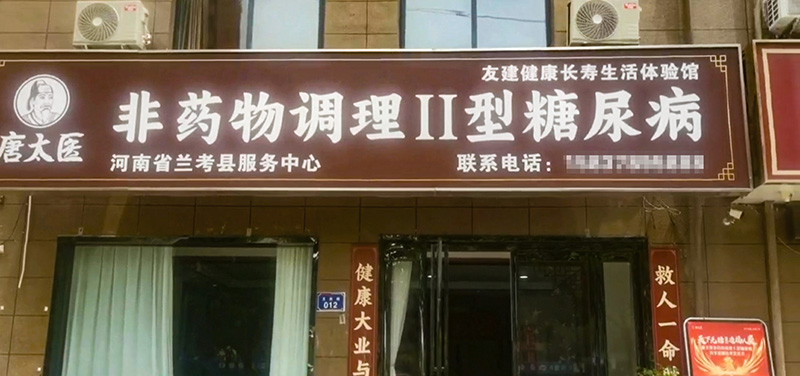 友建健康长寿生活体验馆
唐太医
非药物调理II型糖尿病
河南省兰考县服务中心
联系电话：
健康大业与
012
救人一命